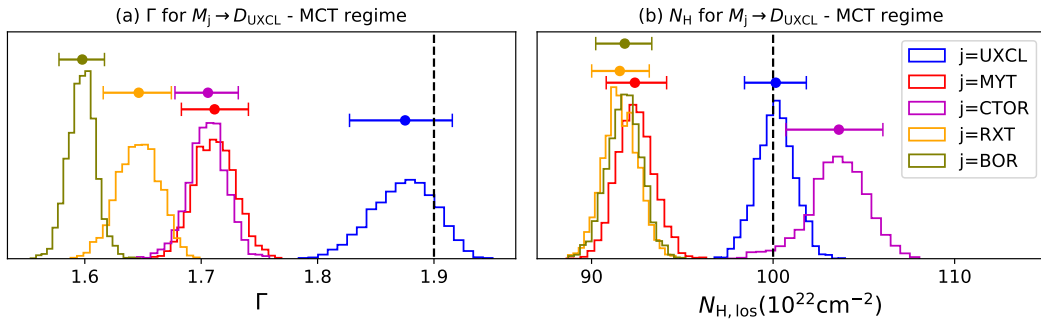 (a) Γ for Mj → DUXCL - MCT regime
1.6 1.7 1.8 1.9
Γ
(b) NH for Mj → DUXCL - MCT regime
j=UXCL
j=MYT
j=CTOR
j=RXT
j=BOR
90 100 110
NH, los(10²²cm⁻²)